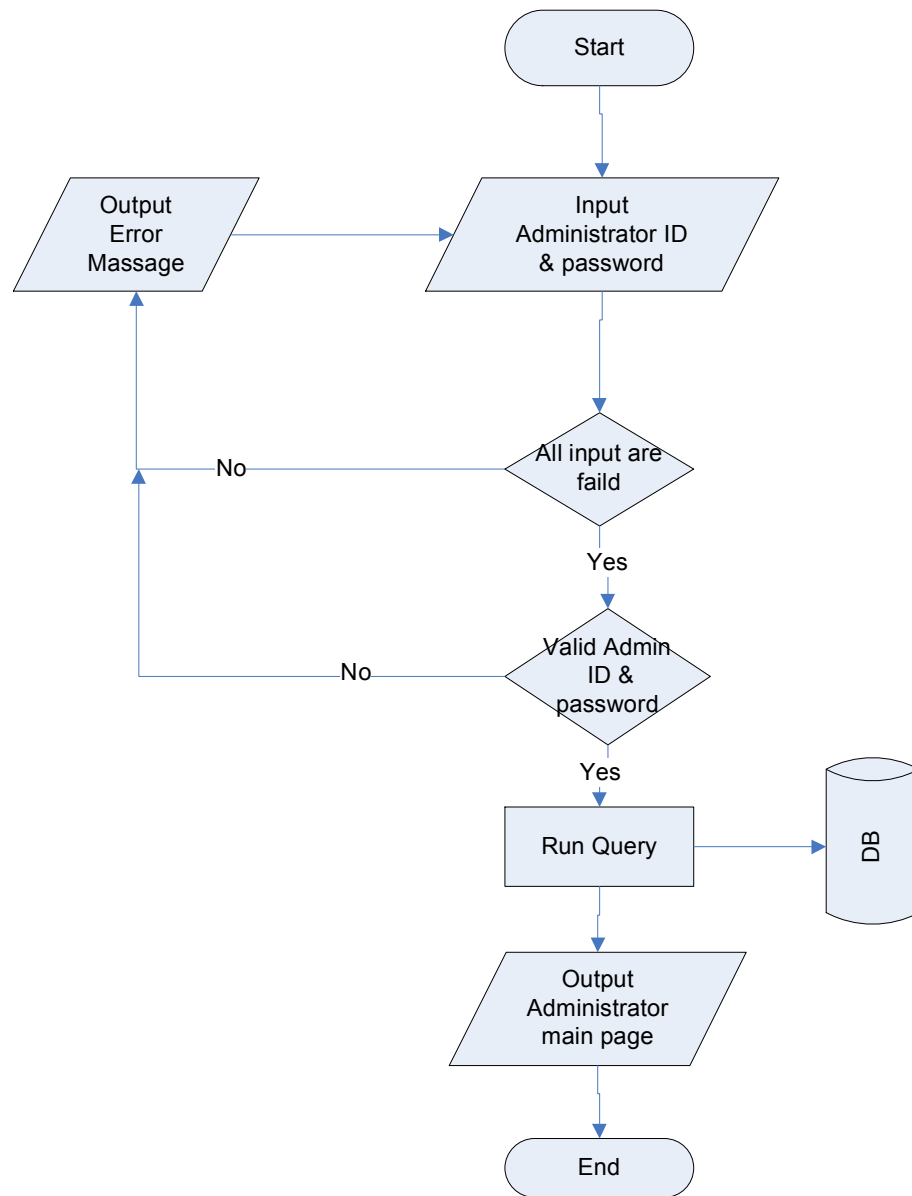 Start
Output
Error
Massage
Input
Administrator ID
& password
All input are
faild
No
Yes
Valid Admin
ID &
password
No
Yes
Run Query
DB
Output
Administrator
main page
End